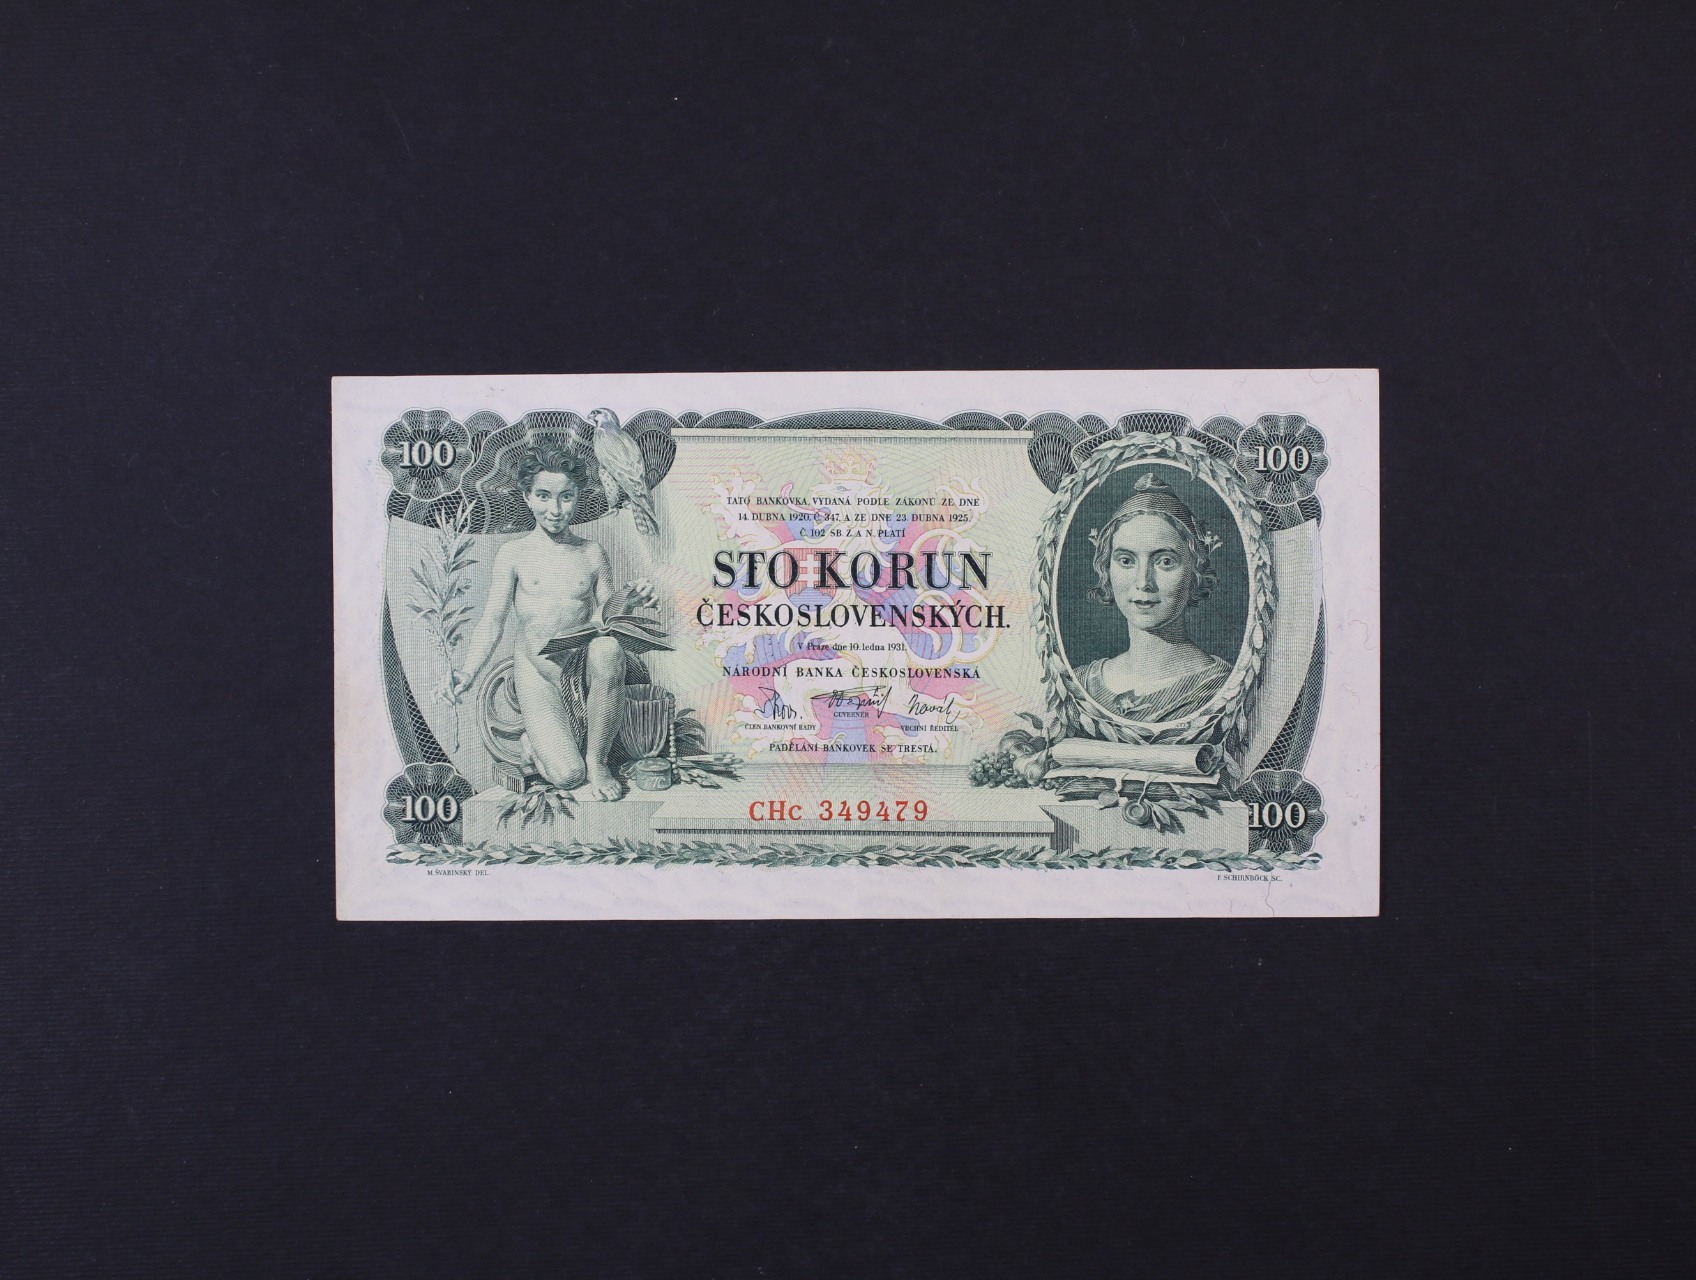 100
100
TATO BANKOVKA, VYDANÁ PODLE ZÁKONŮ ZE DNE
14. DUBNA 1920, Č. 347, A ZE DNE 23. DUBNA 1925,
Č. 102 SB. Z. A N. PLATÍ
STO KORUN
ČESKOSLOVENSKÝCH.
V Praze dne 10. ledna 1931.
NÁRODNÍ BANKA ČESKOSLOVENSKÁ
ČLEN BANKOVNÍ RADY GUVERNÉR VRCHNÍ ŘEDITEL
PADĚLÁNÍ BANKOVEK SE TRESTÁ.
100
CHc 349479
100
M. ŠVABINSKÝ DEL.
F. SCHIRNBÖCK SC.